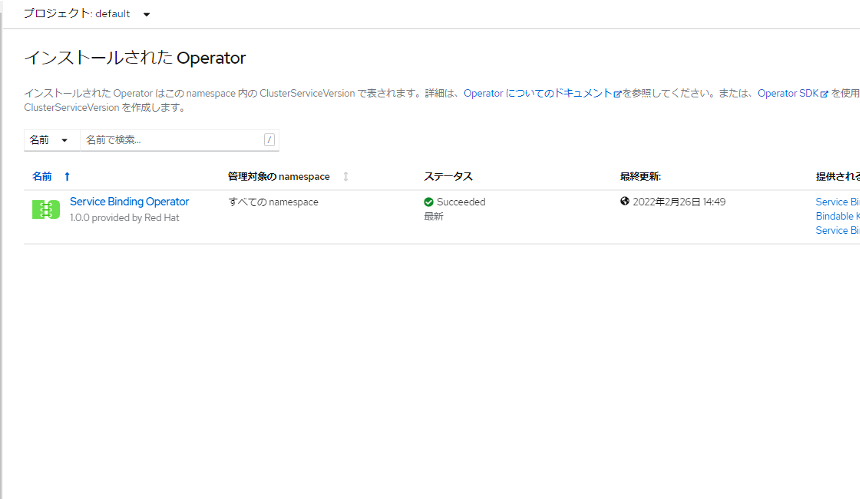 プロジェクト: default
インストールされた Operator
インストールされた Operator はこの namespace 内の ClusterServiceVersion で表されます。詳細は、Operator についてのドキュメントを参照してください。または、Operator SDK を使用
ClusterServiceVersion を作成します。
名前 名前で検索... /
名前 管理対象の namespace ステータス 最終更新: 提供される
Service Binding Operator すべての namespace Succeeded 2022年2月26日 14:49 Service Bi
1.0.0 provided by Red Hat 最新 Bindable K
Service Bi